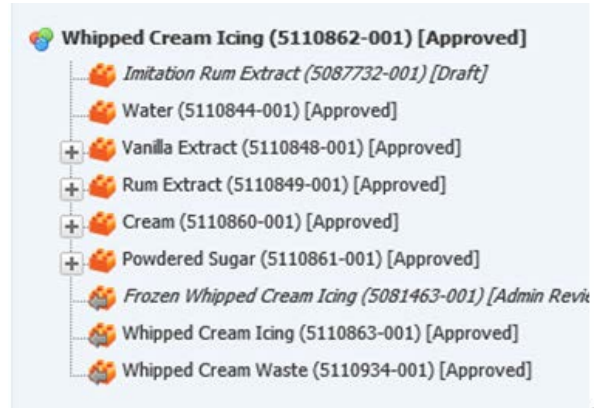 Whipped Cream Icing (5110862-001) [Approved]
Imitation Rum Extract (5087732-001) [Draft]
Water (5110844-001) [Approved]
Vanilla Extract (5110848-001) [Approved]
Rum Extract (5110849-001) [Approved]
Cream (5110860-001) [Approved]
Powdered Sugar (5110861-001) [Approved]
Frozen Whipped Cream Icing (5081463-001) [Admin Revie
Whipped Cream Icing (5110863-001) [Approved]
Whipped Cream Waste (5110934-001) [Approved]